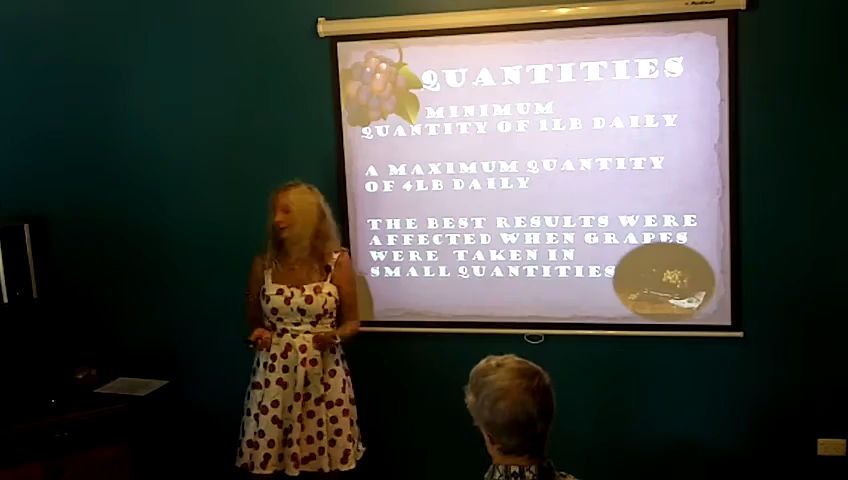 QUANTITIES
MINIMUM
QUANTITY OF 1LB DAILY
A MAXIMUM QUANTITY
OF 4LB DAILY
THE BEST RESULTS WERE
AFFECTED WHEN GRAPES
WERE TAKEN IN
SMALL QUANTITIES